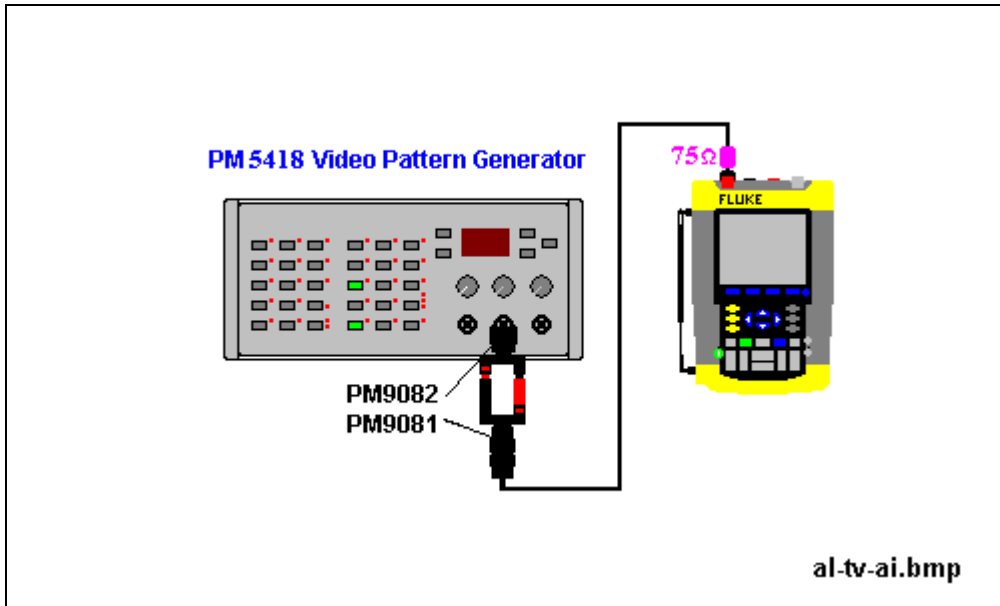 PM 5418 Video Pattern Generator
75Ω
FLUKE
PM9082
PM9081
al-tv-ai.bmp